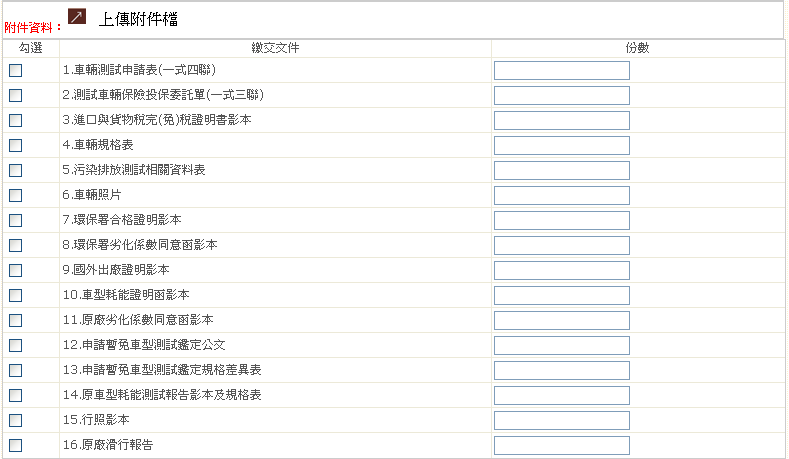 附件資料： 上傳附件檔
勾選 繳交文件 份數
1.車輛測試申請表(一式四聯)
2.測試車輛保險投保委託單(一式三聯)
3.進口與貨物稅完(免)稅證明書影本
4.車輛規格表
5.污染排放測試相關資料表
6.車輛照片
7.環保署合格證明影本
8.環保署劣化係數同意函影本
9.國外出廠證明影本
10.車型耗能證明函影本
11.原廠劣化係數同意函影本
12.申請暫免車型測試鑑定公文
13.申請暫免車型測試鑑定規格差異表
14.原車型耗能測試報告影本及規格表
15.行照影本
16.原廠滑行報告